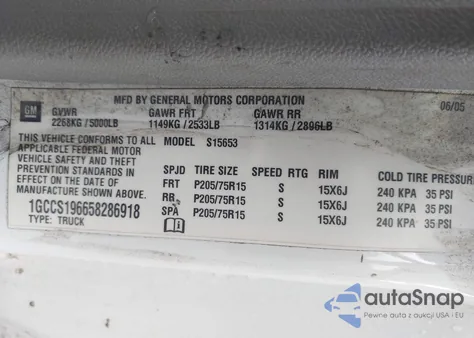 MFD BY GENERAL MOTORS CORPORATION
GM GVWR GAWR FRT GAWR RR 06/05
2268KG/5000LB 1149KG/2533LB 1314KG/2896LB
THIS VEHICLE CONFORMS TO ALL MODEL S15653
APPLICABLE FEDERAL MOTOR
VEHICLE SAFETY AND THEFT SPJD TIRE SPEED RTG RIM COLD TIRE PRESSUR
PREVENTION STANDARDS IN FRT P205/75R15 S 15X6J 240 KPA 35 PSI
EFFECT ON THE DATE OF RR P205/75R15 S 15X6J 240 KPA 35 PSI
MANUFACTURE SHOWN ABOVE. SPA P205/75R15 S 15X6J 240 KPA 35 PSI
1GCCS196658286918
TYPE: TRUCK
autoSnap
Pewne auta z aukcji USA i EU